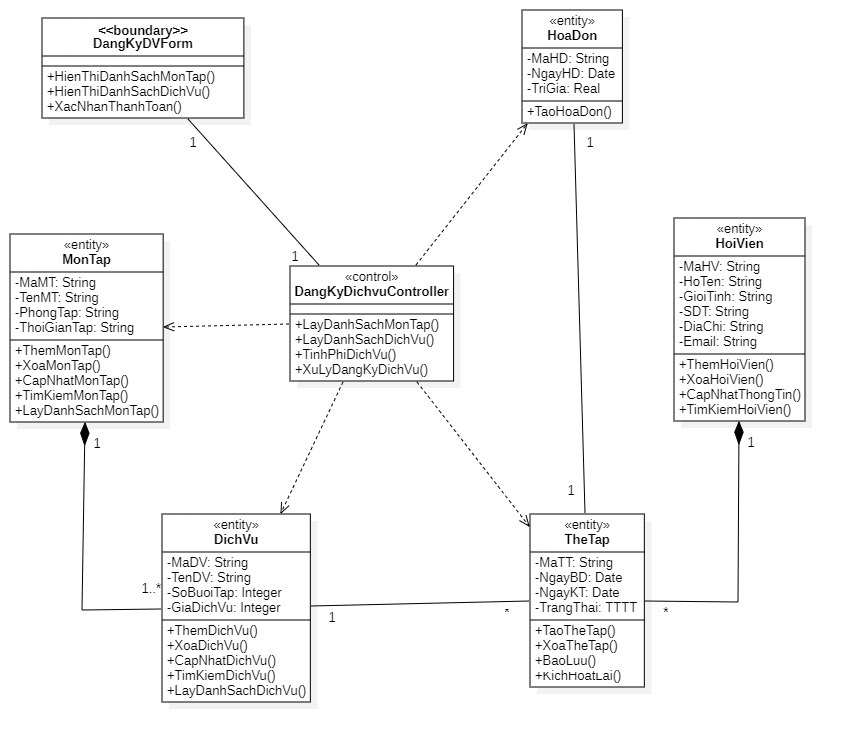 <<boundary>>
DangKyDVForm
+HienThiDanhSachMonTap()
+HienThiDanhSachDichVu()
+XacNhanThanhToan()
1
«entity»
HoaDon
-MaHD: String
-NgayHD: Date
-TriGia: Real
+TaoHoaDon()
1
«entity»
MonTap
-MaMT: String
-TenMT: String
-PhongTap: String
-ThoiGianTap: String
+ThemMonTap()
+XoaMonTap()
+CapNhatMonTap()
+TimKiemMonTap()
+LayDanhSachMonTap()
1
1
«control»
DangKyDichvuController
+LayDanhSachMonTap()
+LayDanhSachDichVu()
+TinhPhiDichVu()
+XuLyDangKyDichVu()
«entity»
HoiVien
-MaHV: String
-HoTen: String
-GioiTinh: String
-SDT: String
-DiaChi: String
-Email: String
+ThemHoiVien()
+XoaHoiVien()
+CapNhatThongTin()
+TimKiemHoiVien()
1
1..*
«entity»
DichVu
-MaDV: String
-TenDV: String
-SoBuoiTap: Integer
-GiaDichVu: Integer
+ThemDichVu()
+XoaDichVu()
+CapNhatDichVu()
+TimKiemDichVu()
+LayDanhSachDichVu()
1
*
1
«entity»
TheTap
-MaTT: String
-NgayBD: Date
-NgayKT: Date
-TrangThai: TTTT
+TaoTheTap()
+XoaTheTap()
+BaoLuu()
+KichHoatLai()
*